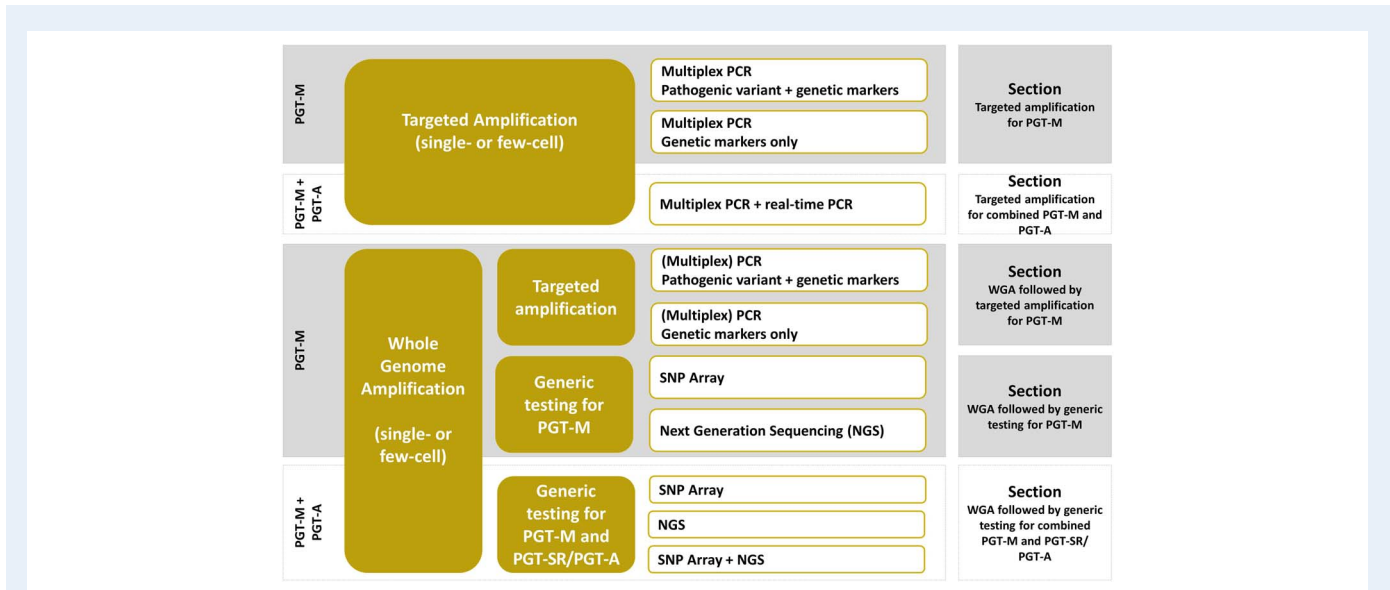 PGT-M
Targeted Amplification
(single- or few-cell)
Multiplex PCR
Pathogenic variant + genetic markers
Multiplex PCR
Genetic markers only
Section
Targeted amplification
for PGT-M
PGT-M +
PGT-A
Multiplex PCR + real-time PCR
Section
Targeted amplification
for combined PGT-M and
PGT-A
PGT-M
Whole
Genome
Amplification
(single- or
few-cell)
Targeted
amplification
(Multiplex) PCR
Pathogenic variant + genetic markers
(Multiplex) PCR
Genetic markers only
Section
WGA followed by
targeted amplification
for PGT-M
Generic
testing for
PGT-M
SNP Array
Next Generation Sequencing (NGS)
Section
WGA followed by generic
testing for PGT-M
PGT-M +
PGT-A
Generic
testing for
PGT-M and
PGT-SR/PGT-A
SNP Array
NGS
SNP Array + NGS
Section
WGA followed by generic
testing for combined
PGT-M and PGT-SR/
PGT-A